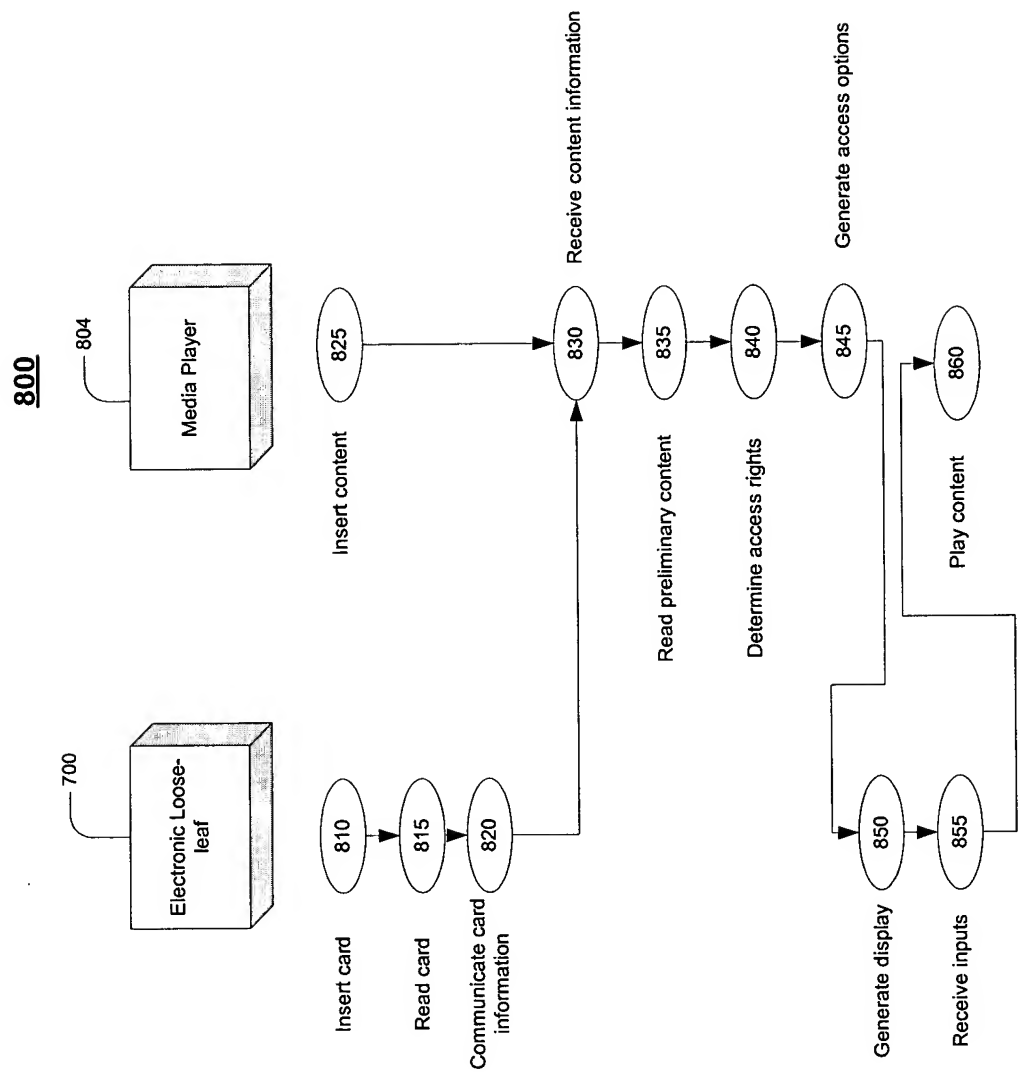 800
700
804
Electronic Loose-
leaf
Media Player
Insert card
810
Insert content
825
Read card
815
Communicate card
information
820
830
Receive content information
Read preliminary content
835
Determine access rights
840
845
Generate access options
Generate display
850
Receive inputs
855
Play content
860